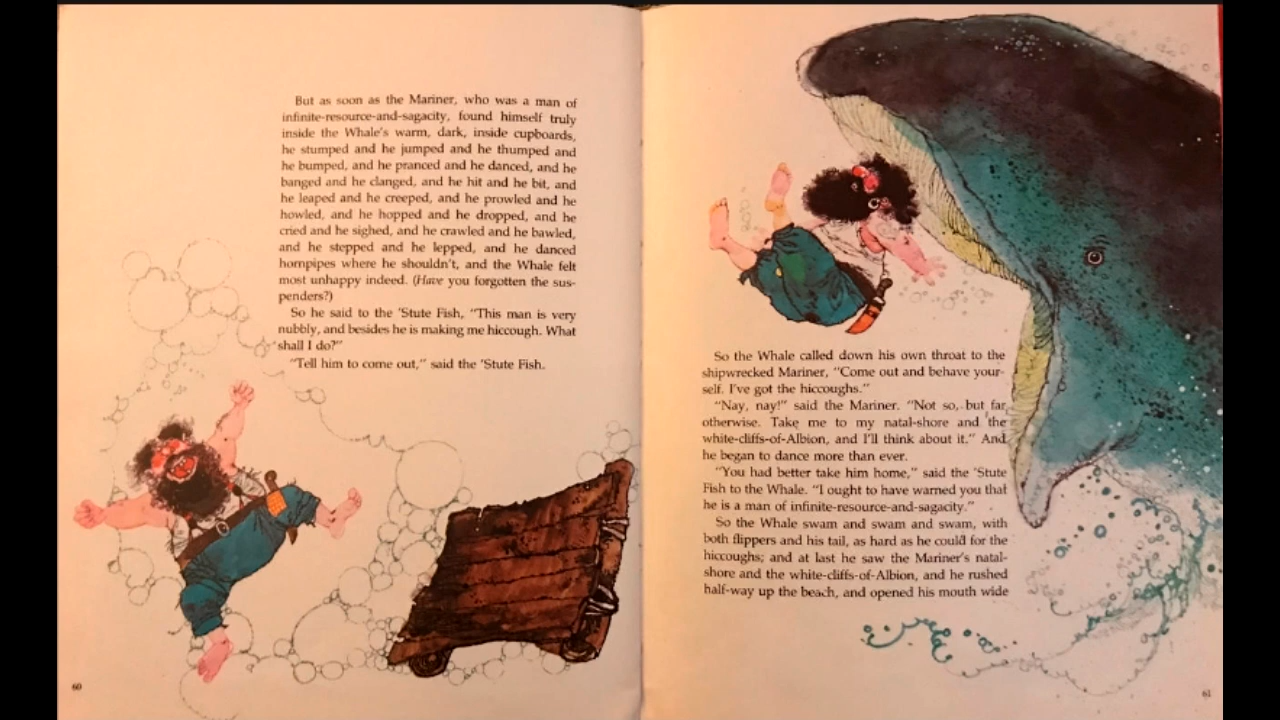 But as soon as the Mariner, who was a man of
infinite-resource-and-sagacity, found himself truly
inside the Whale's warm, dark, inside cupboards,
he stumped and he jumped and he thumped and
he bumped, and he pranced and he danced, and he
banged and he clanged, and he hit and he bit, and
he leaped and he creeped, and he prowled and he
howled, and he hopped and he dropped, and he
cried and he sighed, and he crawled and he bawled,
and he stepped and he lepped, and he danced
hornpipes where he shouldn't, and the Whale felt
most unhappy indeed. (Have you forgotten the sus-
penders?)
So he said to the 'Stute Fish, "This man is very
nubbly, and besides he is making me hiccough. What
shall I do?"
"Tell him to come out," said the 'Stute Fish.
60
So the Whale called down his own throat to the
shipwrecked Mariner, "Come out and behave your-
self. I've got the hiccoughs."
"Nay, nay!" said the Mariner. "Not so, but far
otherwise. Take me to my natal-shore and the
white-cliffs-of-Albion, and I'll think about it." And
he began to dance more than ever.
"You had better take him home," said the 'Stute
Fish to the Whale. "I ought to have warned you that
he is a man of infinite-resource-and-sagacity."
So the Whale swam and swam and swam, with
both flippers and his tail, as hard as he could for the
hiccoughs; and at last he saw the Mariner's natal-
shore and the white-cliffs-of-Albion, and he rushed
half-way up the beach, and opened his mouth wide
61